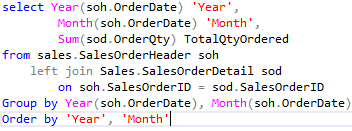 select Year(soh.OrderDate) 'Year',
Month(soh.OrderDate) 'Month',
Sum(sod.OrderQty) TotalQtyOrdered
from sales.SalesOrderHeader soh
left join Sales.SalesOrderDetail sod
on soh.SalesOrderID = sod.SalesOrderID
Group by Year(soh.OrderDate), Month(soh.OrderDate)
Order by 'Year', 'Month'